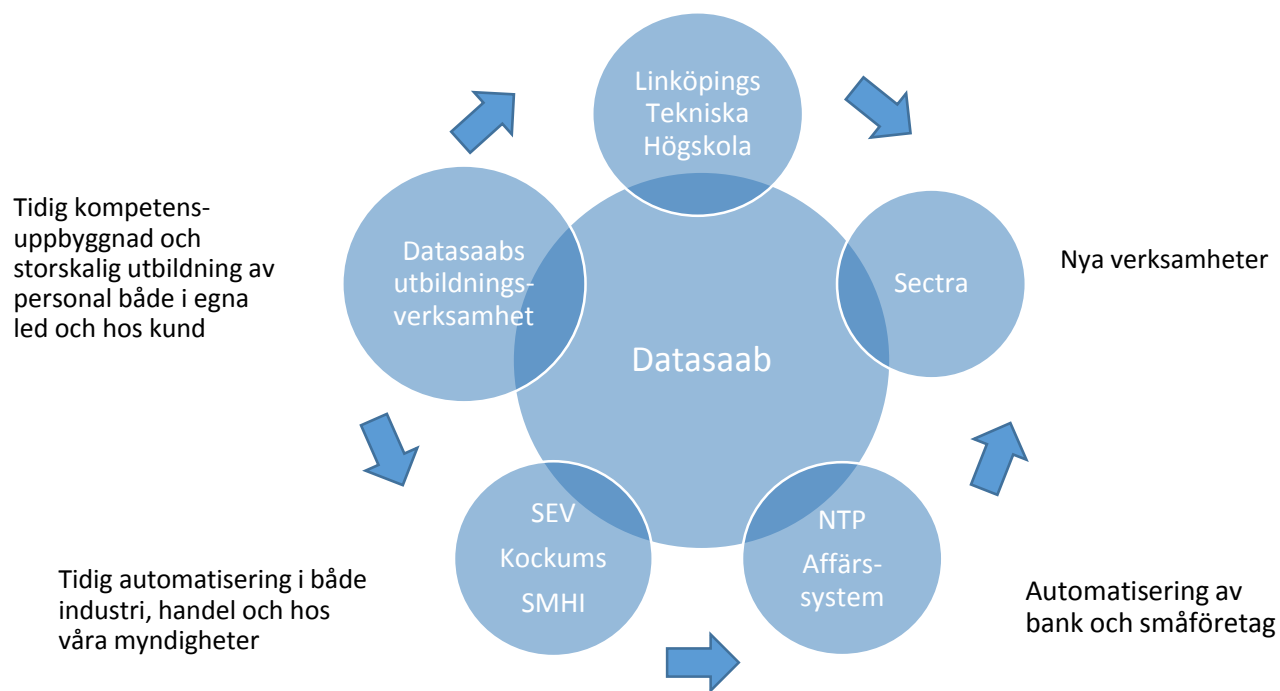 Linköpings
Tekniska
Högskola
Tidig kompetens-
uppbyggnad och
storskalig utbildning av
personal både i egna
led och hos kund
Datasaabs
utbildnings-
verksamhet
Sectra
Nya verksamheter
Datasaab
SEV
Kockums
SMHI
NTP
Affärs-
system
Tidig automatisering i både
industri, handel och hos
våra myndigheter
Automatisering av
bank och småföretag